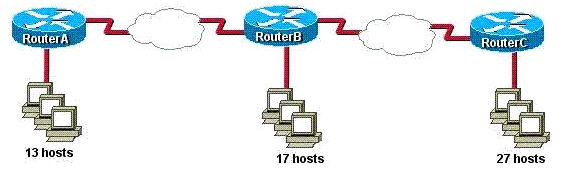 RouterA
RouterB
RouterC
13 hosts
17 hosts
27 hosts